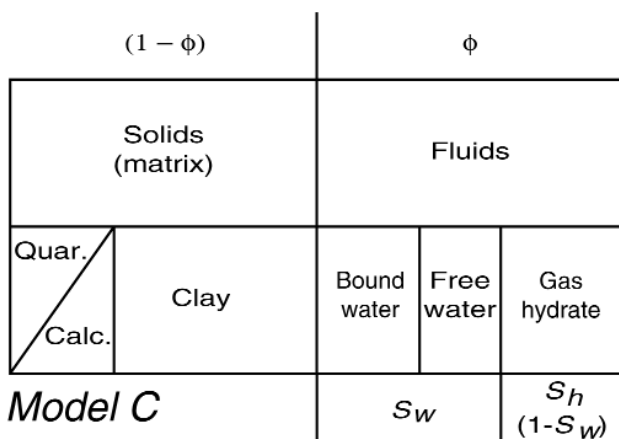 (1 − ϕ)
ϕ
Solids
(matrix)
Fluids
Quar.
Calc.
Clay
Bound
water
Free
water
Gas
hydrate
Model C
Sw
Sh
(1-Sw)